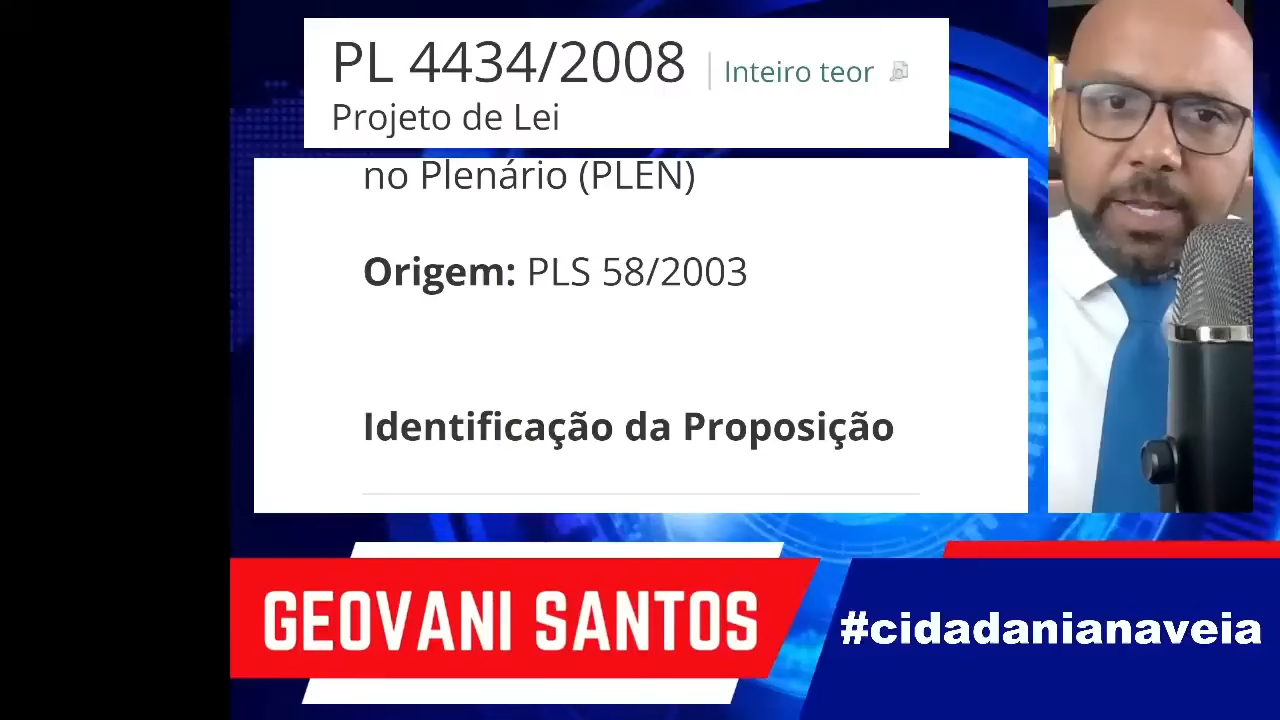 PL 4434/2008 | Inteiro teor
Projeto de Lei
no Plenário (PLEN)
Origem: PLS 58/2003
Identificação da Proposição
GEOVANI SANTOS
#cidadanianaveia